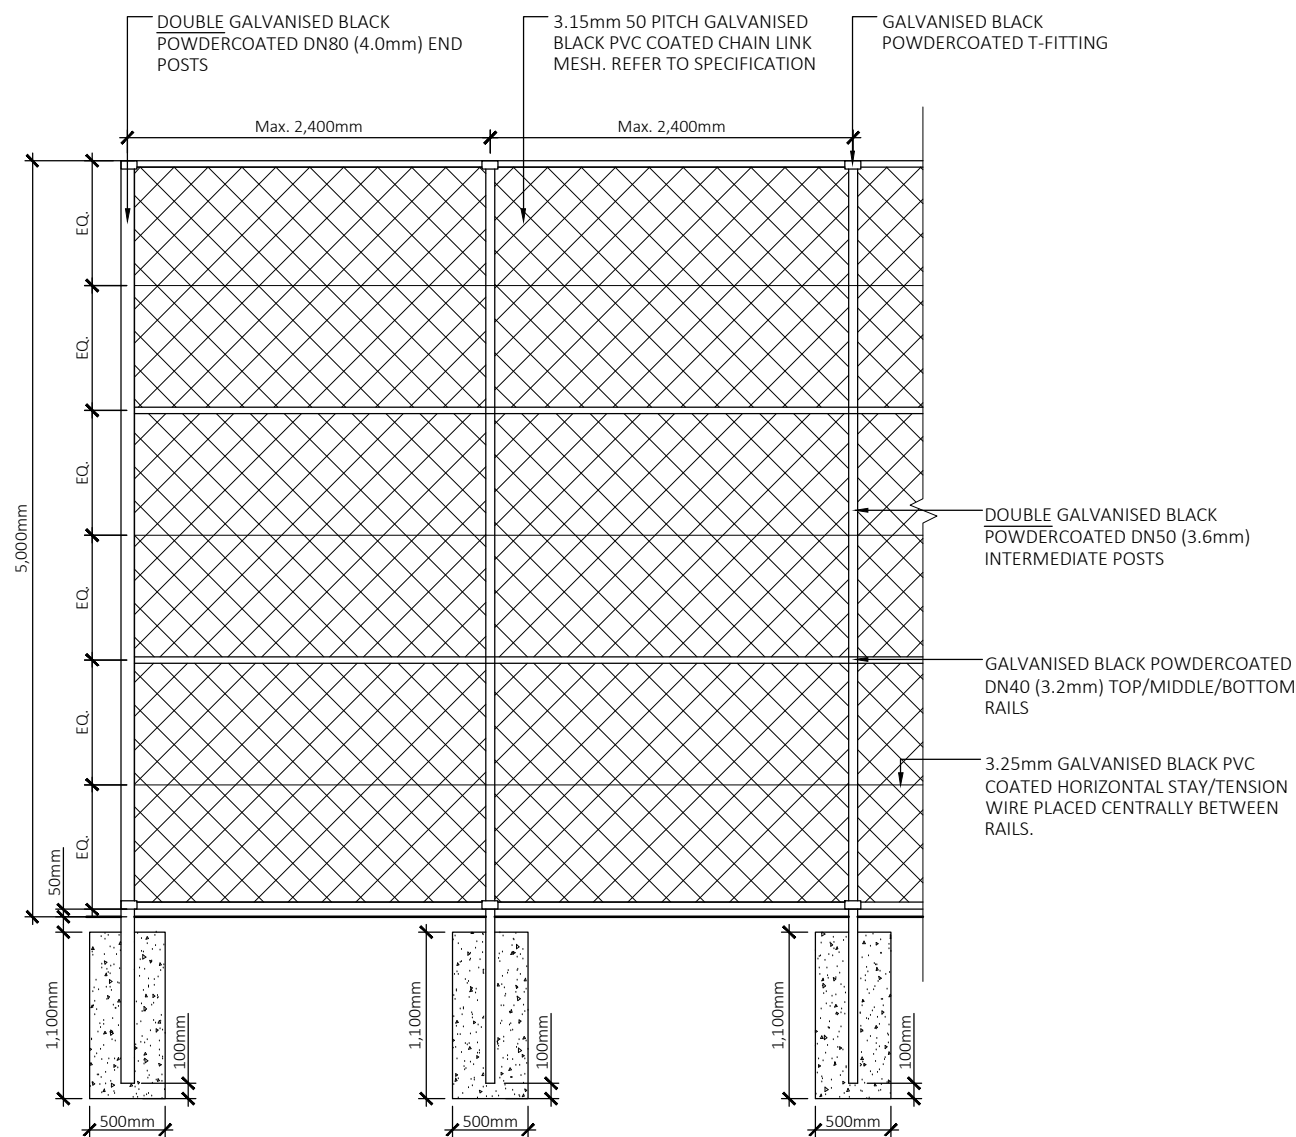 DOUBLE GALVANISED BLACK
POWDERCOATED DN80 (4.0mm) END
POSTS
3.15mm 50 PITCH GALVANISED
BLACK PVC COATED CHAIN LINK
MESH. REFER TO SPECIFICATION
GALVANISED BLACK
POWDERCOATED T-FITTING
Max. 2,400mm
Max. 2,400mm
EQ.
EQ.
EQ.
EQ.
EQ.
EQ.
5,000mm
50mm
DOUBLE GALVANISED BLACK
POWDERCOATED DN50 (3.6mm)
INTERMEDIATE POSTS
GALVANISED BLACK POWDERCOATED
DN40 (3.2mm) TOP/MIDDLE/BOTTOM
RAILS
3.25mm GALVANISED BLACK PVC
COATED HORIZONTAL STAY/TENSION
WIRE PLACED CENTRALLY BETWEEN
RAILS.
1,100mm
100mm
1,100mm
100mm
1,100mm
100mm
500mm
500mm
500mm